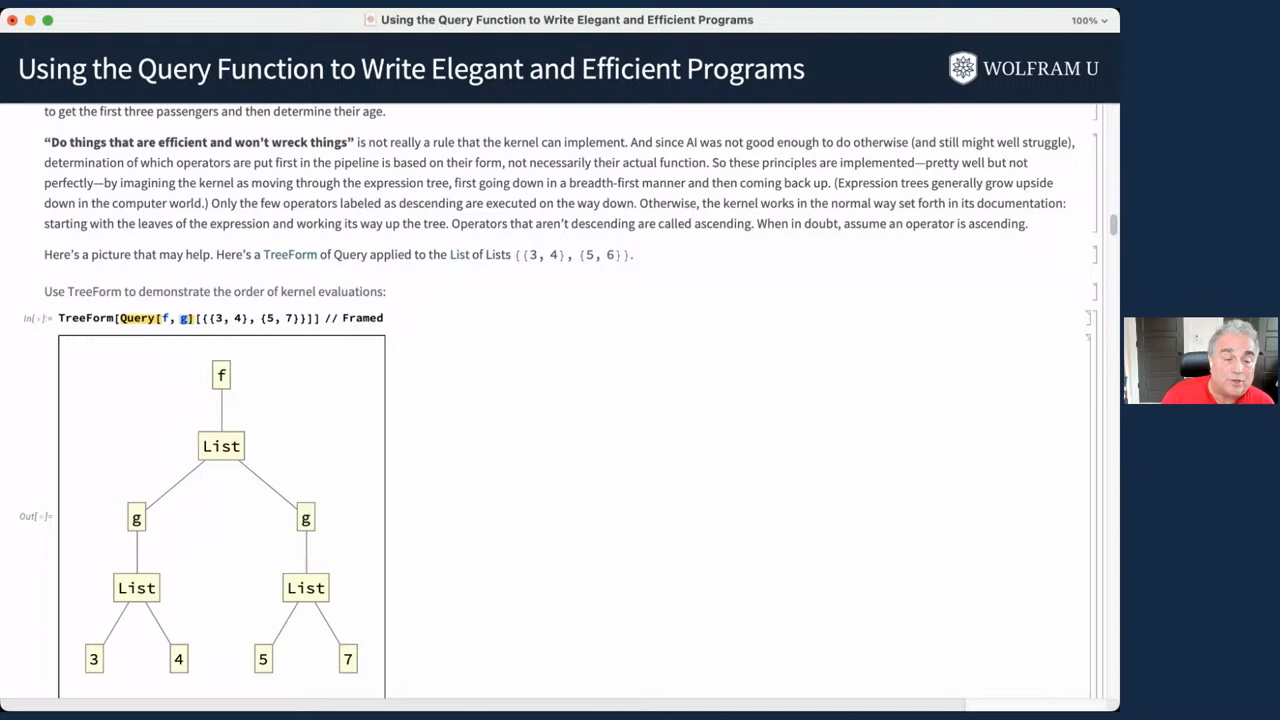 Using the Query Function to Write Elegant and Efficient Programs
100%
Using the Query Function to Write Elegant and Efficient Programs
WOLFRAM U
to get the first three passengers and then determine their age.
“Do things that are efficient and won’t wreck things” is not really a rule that the kernel can implement. And since AI was not good enough to do otherwise (and still might well struggle),
determination of which operators are put first in the pipeline is based on their form, not necessarily their actual function. So these principles are implemented—pretty well but not
perfectly—by imagining the kernel as moving through the expression tree, first going down in a breadth-first manner and then coming back up. (Expression trees generally grow upside
down in the computer world.) Only the few operators labeled as descending are executed on the way down. Otherwise, the kernel works in the normal way set forth in its documentation:
starting with the leaves of the expression and working its way up the tree. Operators that aren’t descending are called ascending. When in doubt, assume an operator is ascending.
Here’s a picture that may help. Here’s a TreeForm of Query applied to the List of Lists {{3, 4}, {5, 6}}.
Use TreeForm to demonstrate the order of kernel evaluations:
In[∘]:= TreeForm[Query[f, g][{{3, 4}, {5, 7}}]] // Framed
f
List
g g
Out[∘]=
List List
3 4 5 7